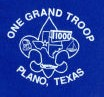 ONE GRAND TROOP
1000
PLANO, TEXAS